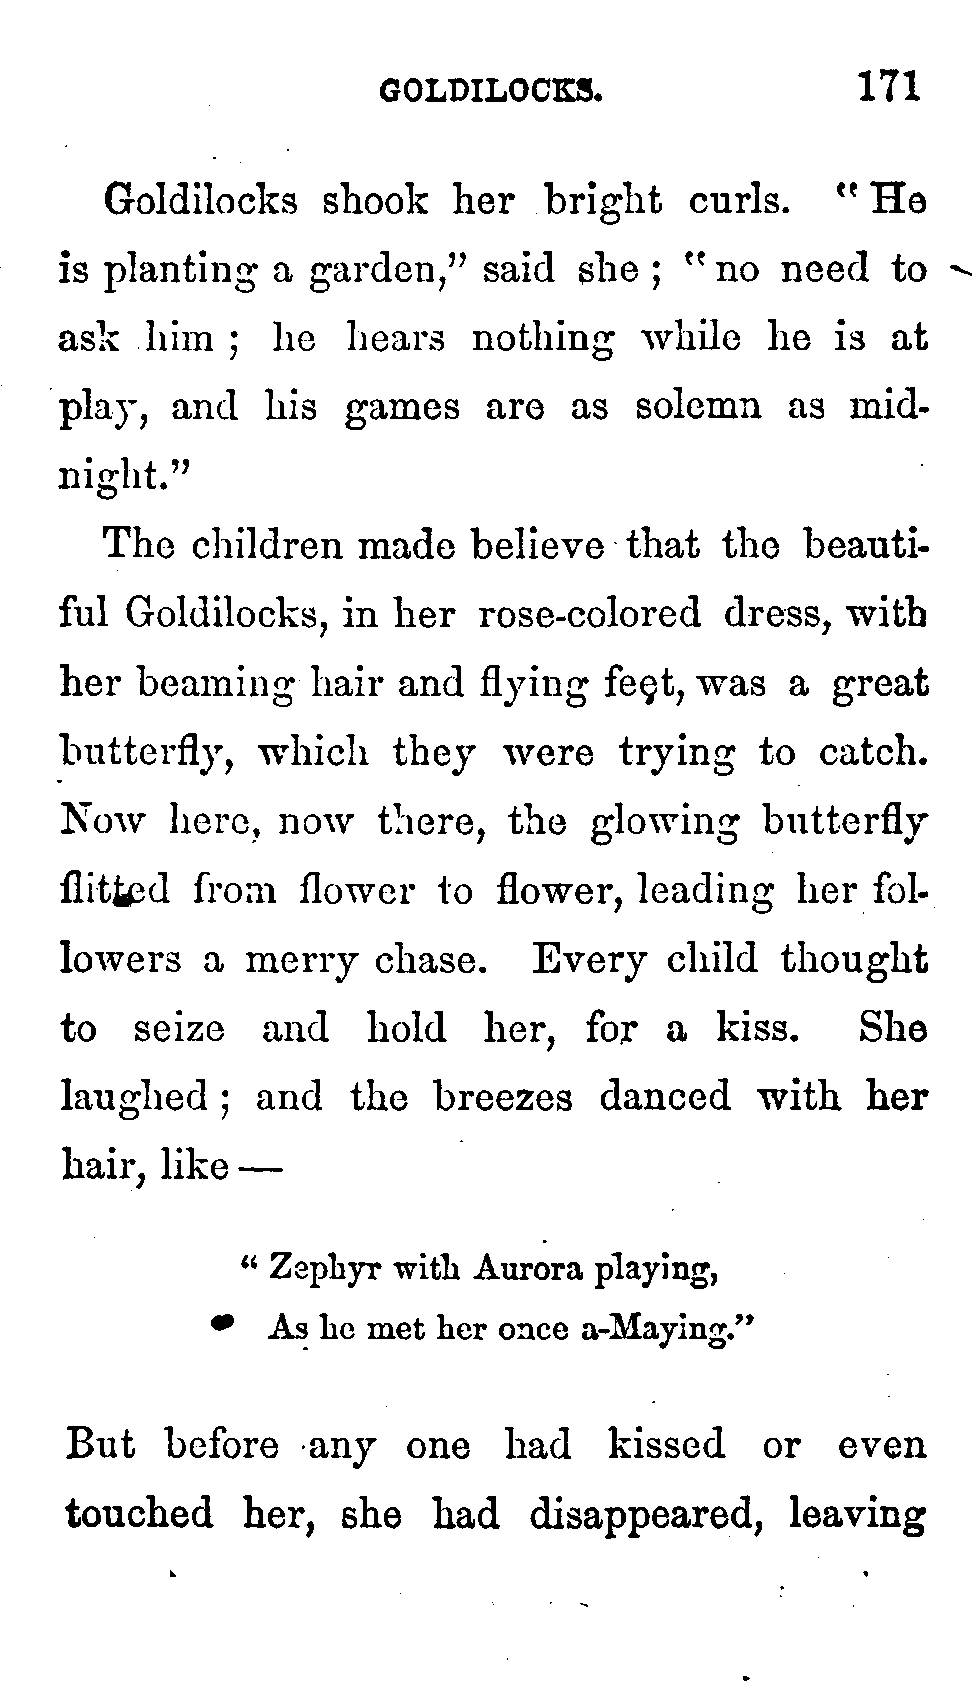 GOLDILOCKS. 171
Goldilocks shook her bright curls. "He
is planting a garden," said she; "no need to
ask him; he hears nothing while he is at
play, and his games are as solemn as mid-
night."
The children made believe that the beauti-
ful Goldilocks, in her rose-colored dress, with
her beaming hair and flying feet, was a great
butterfly, which they were trying to catch.
Now here, now there, the glowing butterfly
flitted from flower to flower, leading her fol-
lowers a merry chase. Every child thought
to seize and hold her, for a kiss. She
laughed; and the breezes danced with her
hair, like —
"Zephyr with Aurora playing,
As he met her once a-Maying."
But before any one had kissed or even
touched her, she had disappeared, leaving